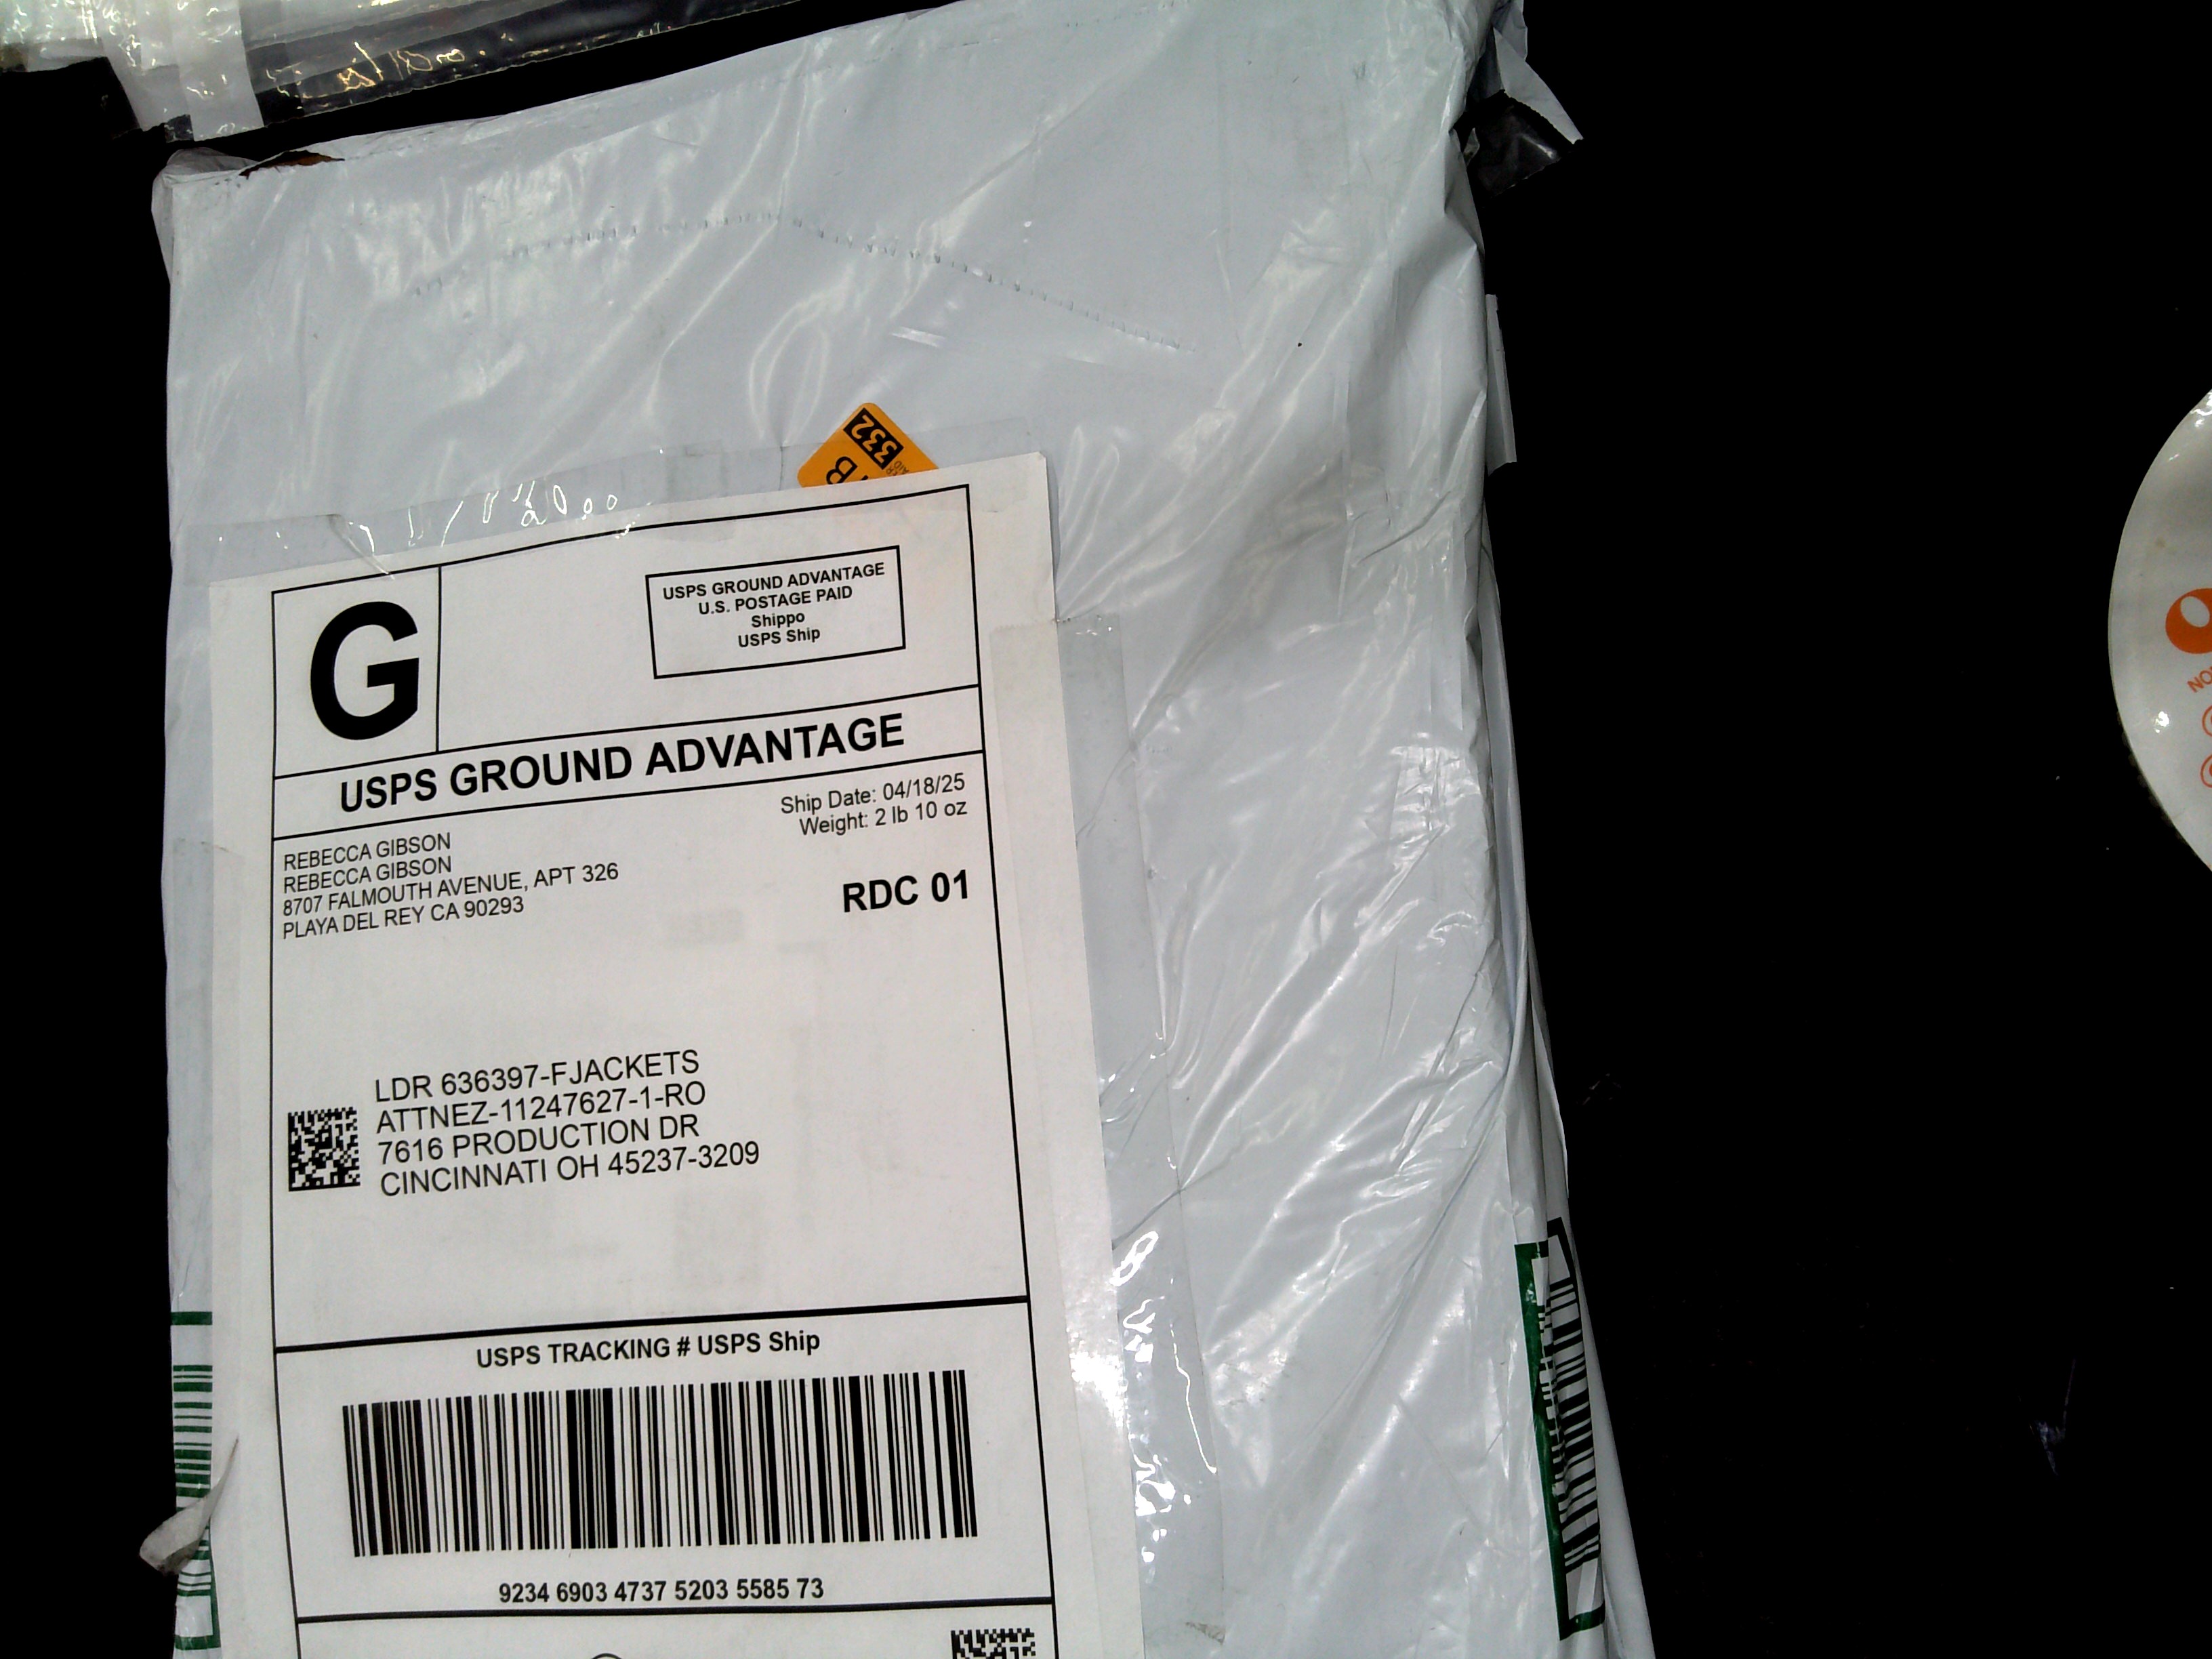 332
B
G
USPS GROUND ADVANTAGE
U.S. POSTAGE PAID
Shippo
USPS Ship
USPS GROUND ADVANTAGE
Ship Date: 04/18/25
Weight: 2 lb 10 oz
REBECCA GIBSON
REBECCA GIBSON
8707 FALMOUTH AVENUE, APT 326
PLAYA DEL REY CA 90293
RDC 01
LDR 636397-FJACKETS
ATTNEZ-11247627-1-RO
7616 PRODUCTION DR
CINCINNATI OH 45237-3209
USPS TRACKING # USPS Ship
9234 6903 4737 5203 5585 73